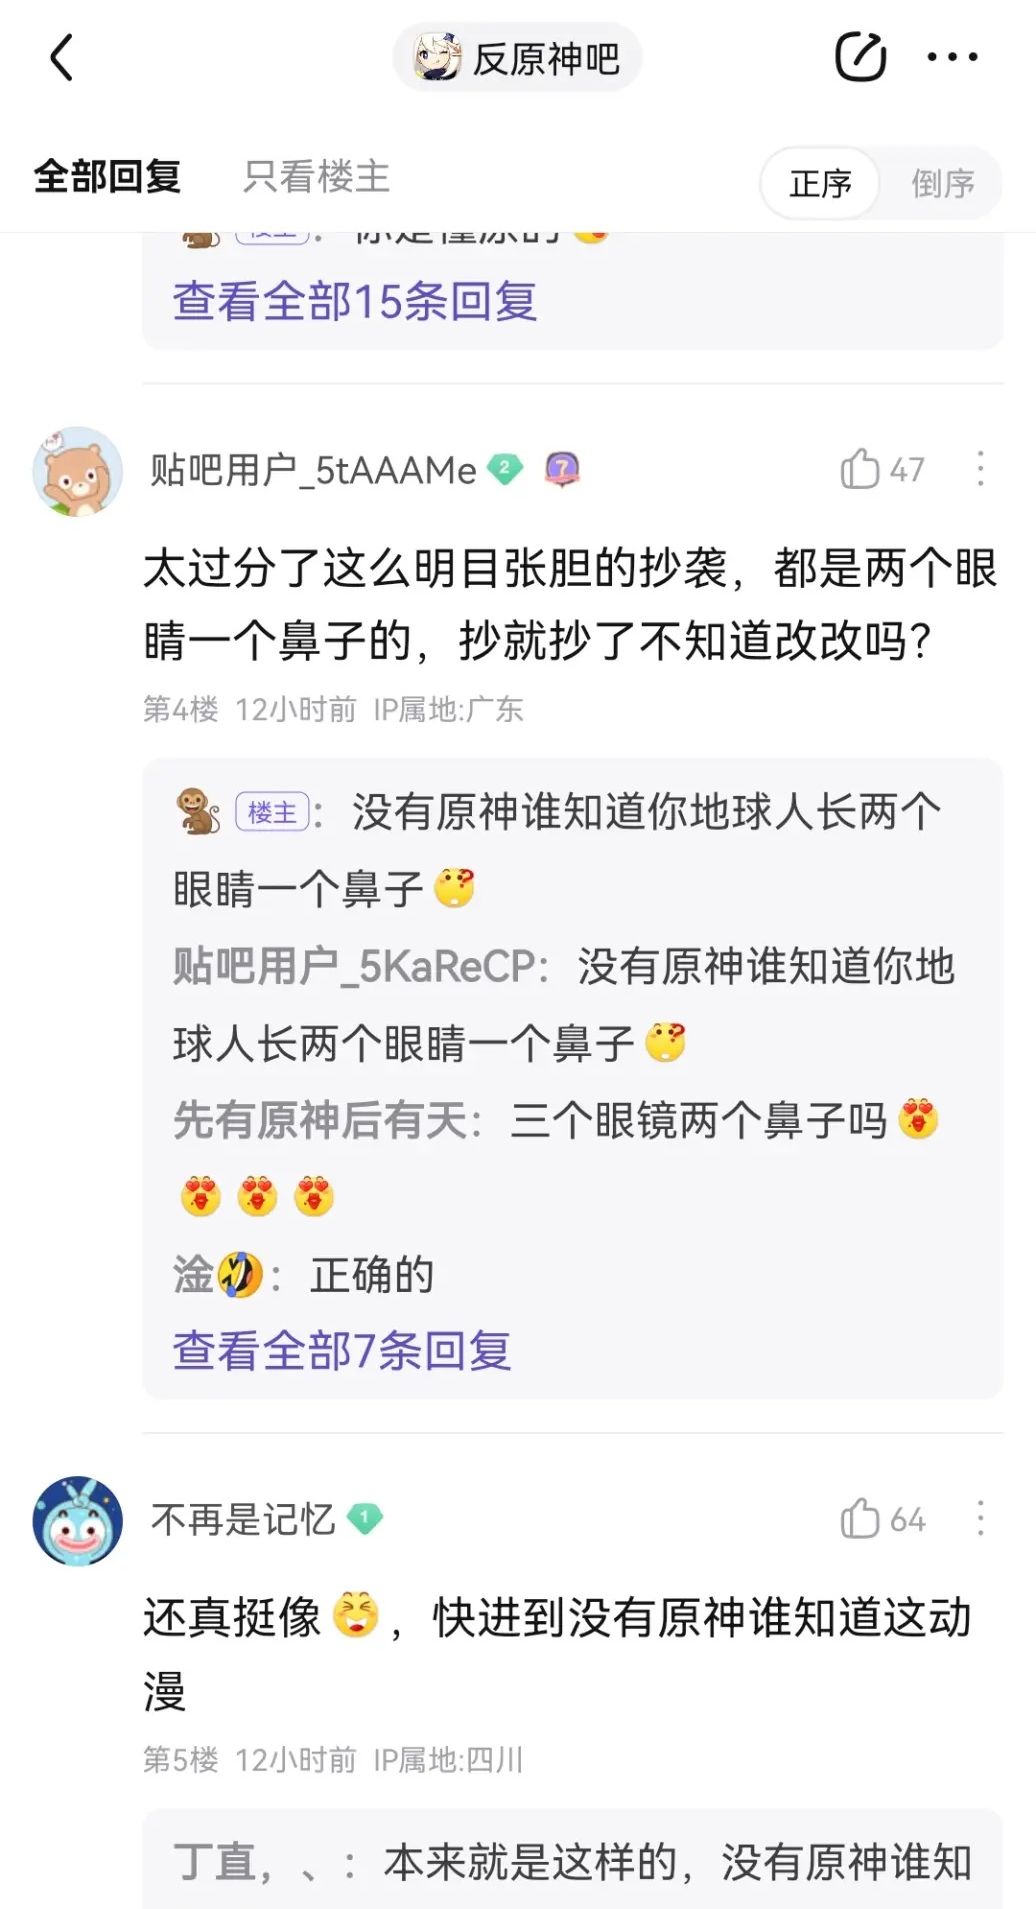 反原神吧
全部回复 只看楼主 正序 倒序
查看全部15条回复
贴吧用户_5tAAAMe 2 7 47
太过分了这么明目张胆的抄袭，都是两个眼
睛一个鼻子的，抄就抄了不知道改改吗？
第4楼 12小时前 IP属地:广东
楼主： 没有原神谁知道你地球人长两个
眼睛一个鼻子
贴吧用户_5KaReCP： 没有原神谁知道你地
球人长两个眼睛一个鼻子
先有原神后有天： 三个眼镜两个鼻子吗
淦： 正确的
查看全部7条回复
不再是记忆 1 64
还真挺像，快进到没有原神谁知道这动
漫
第5楼 12小时前 IP属地:四川
丁直，、： 本来就是这样的，没有原神谁知